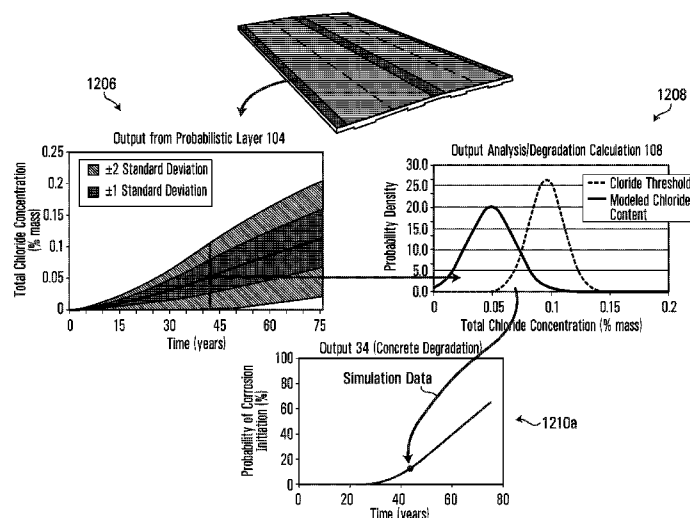 1206
1208
Output from Probabilistic Layer 104
Total Chloride Concentration
(% mass)
0.25
0.2
0.15
0.1
0.05
0
±2 Standard Deviation
±1 Standard Deviation
0 15 30 45 60 75
Time (years)
Output Analysis/Degradation Calculation 108
Probability Density
30.0
25.0
20.0
15.0
10.0
5.0
0.0
Cloride Threshold
Modeled Chloride
Content
0 0.05 0.1 0.15 0.2
Total Chloride Concentration (% mass)
Output 34 (Concrete Degradation)
Probability of Corrosion
Initiation (%)
100
80
60
40
20
0
Simulation Data
1210a
0 20 40 60 80
Time (years)